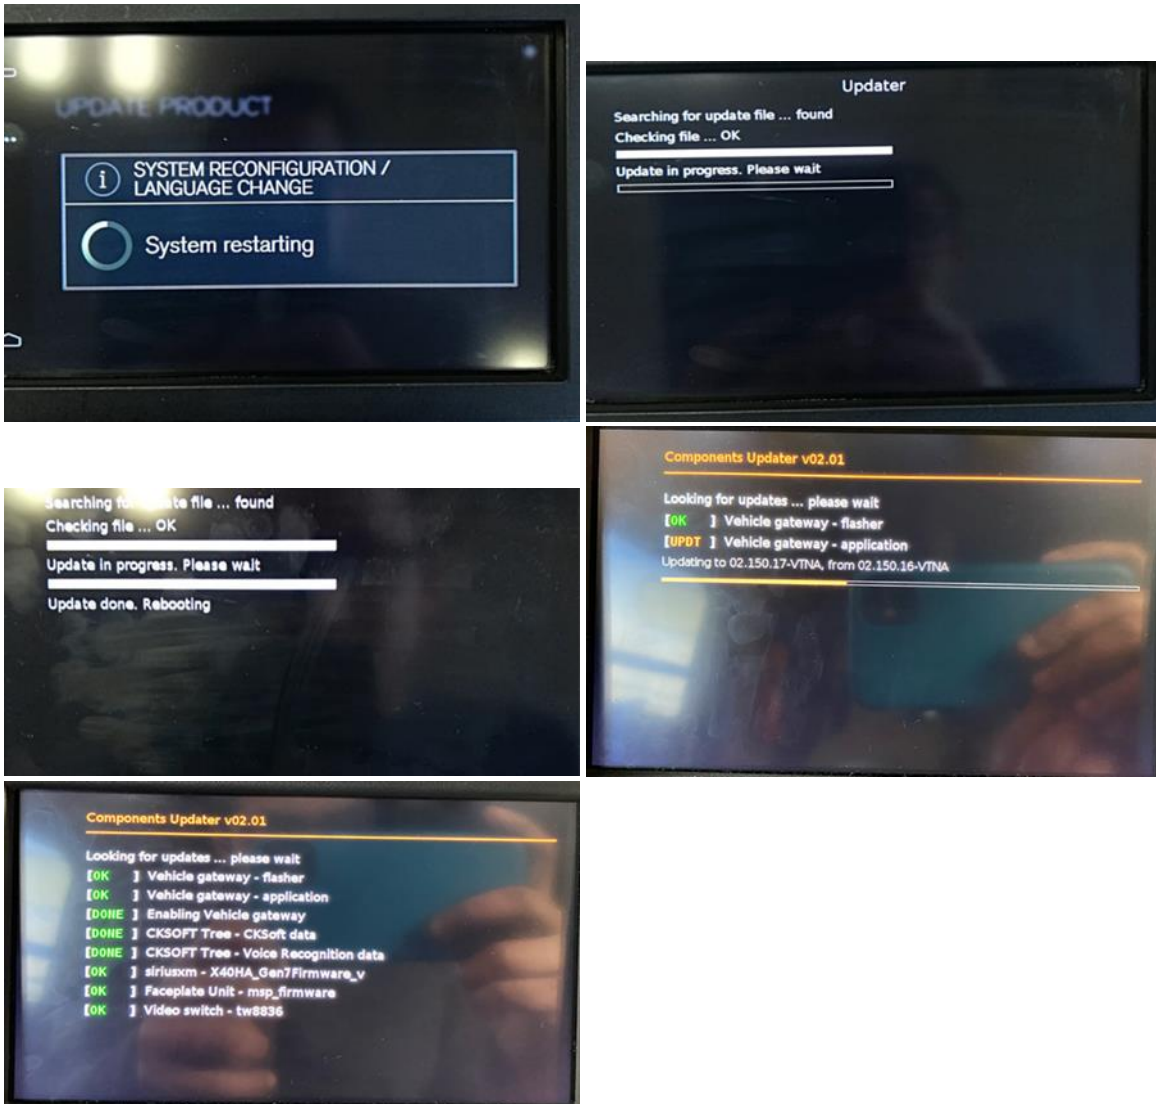 UPDATE PRODUCT
SYSTEM RECONFIGURATION /
LANGUAGE CHANGE
System restarting
Updater
Searching for update file ... found
Checking file ... OK
Update in progress. Please wait
Searching for update file ... found
Checking file ... OK
Update in progress. Please wait
Update done. Rebooting
Components Updater v02.01
Looking for updates ... please wait
[OK ] Vehicle gateway - flasher
[UPDT ] Vehicle gateway - application
Updating to 02.150.17-VTNA, from 02.150.16-VTNA
Components Updater v02.01
Looking for updates ... please wait
[OK ] Vehicle gateway - flasher
[OK ] Vehicle gateway - application
[DONE ] Enabling Vehicle gateway
[DONE ] CKSOFT Tree - CKSoft data
[DONE ] CKSOFT Tree - Voice Recognition data
[OK ] siriusxm - X40HA_Gen7Firmware_v
[OK ] Faceplate Unit - msp_firmware
[OK ] Video switch - tw8836